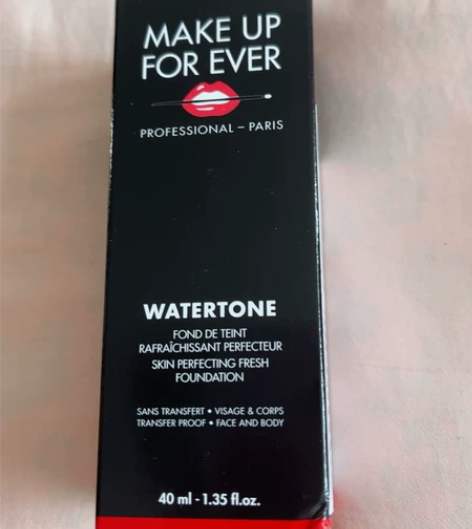 MAKE UP
FOR EVER
PROFESSIONAL – PARIS
WATERTONE
FOND DE TEINT
RAFRAÎCHISSANT PERFECTEUR
SKIN PERFECTING FRESH
FOUNDATION
SANS TRANSFERT • VISAGE & CORPS
TRANSFER PROOF • FACE AND BODY
40 ml - 1.35 fl.oz.